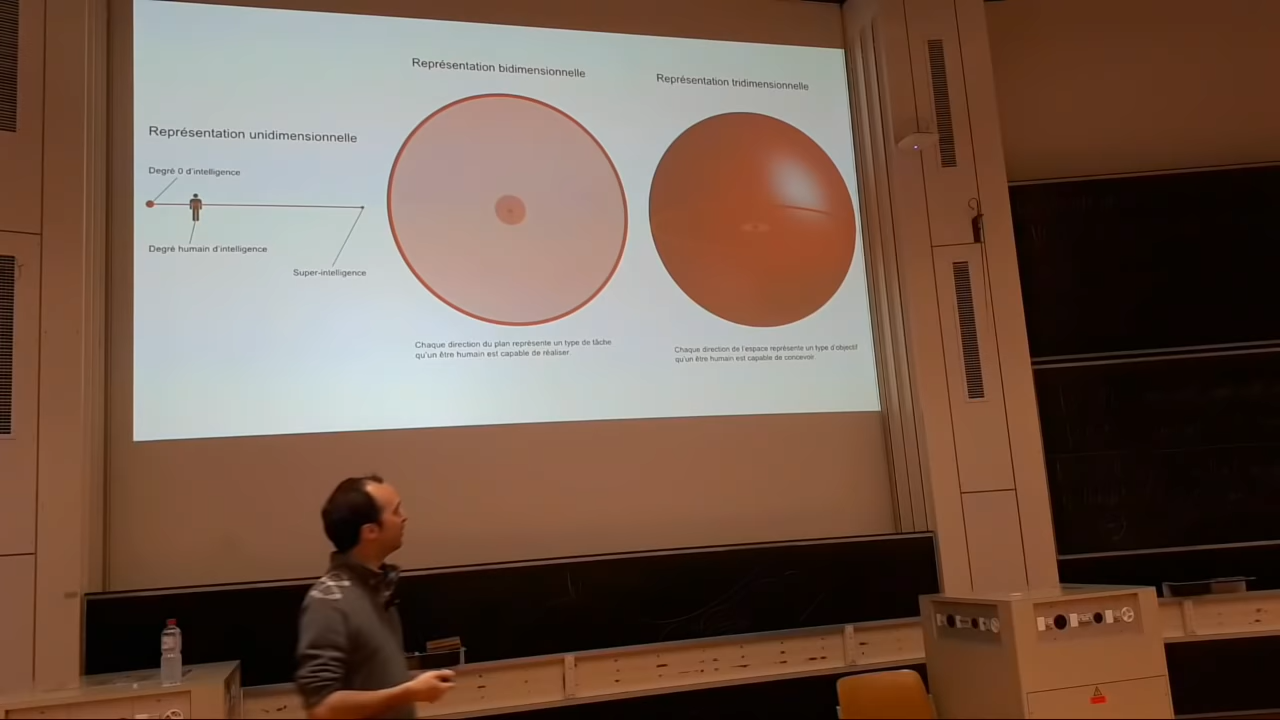 Représentation unidimensionnelle
Degré 0 d'intelligence
Degré humain d'intelligence
Super-intelligence
Représentation bidimensionnelle
Chaque direction du plan représente un type de tâche
qu'un être humain est capable de réaliser.
Représentation tridimensionnelle
Chaque direction de l'espace représente un type d'objectif
qu'un être humain est capable de concevoir.